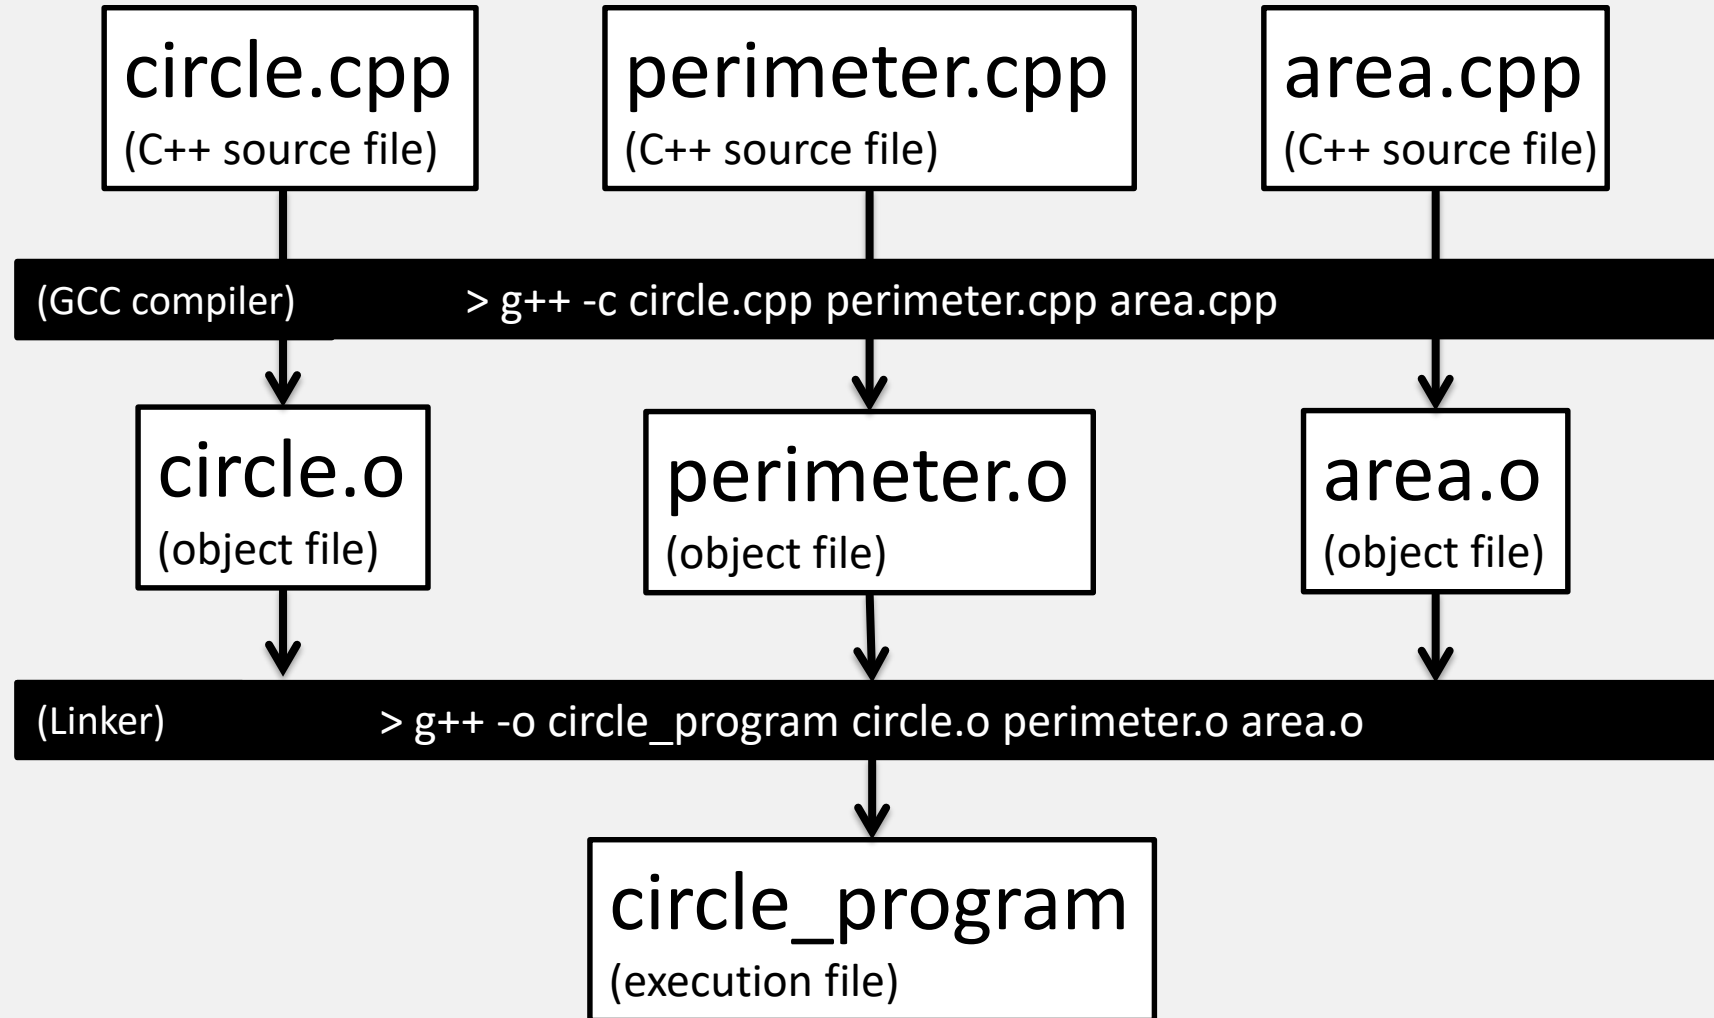 circle.cpp
(C++ source file)
perimeter.cpp
(C++ source file)
area.cpp
(C++ source file)
(GCC compiler) > g++ -c circle.cpp perimeter.cpp area.cpp
circle.o
(object file)
perimeter.o
(object file)
area.o
(object file)
(Linker) > g++ -o circle_program circle.o perimeter.o area.o
circle_program
(execution file)